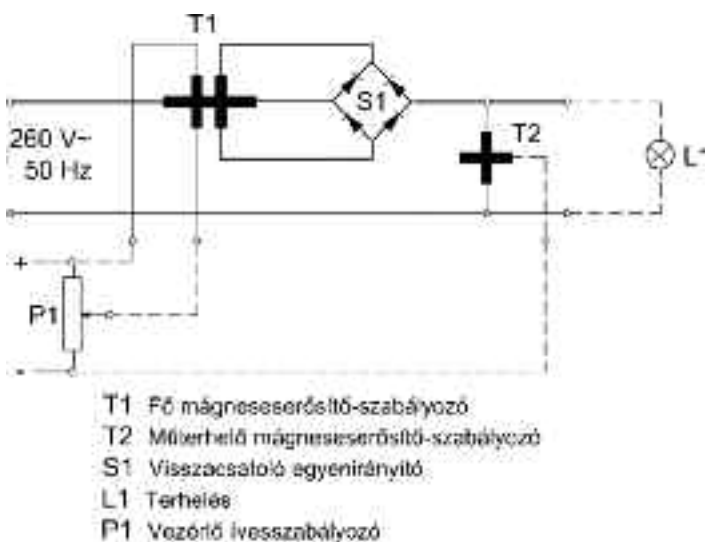 T1
S1
260 V~
50 Hz
T2
L1
+
P1
-
T1 Fő mágneseserősítő-szabályozó
T2 Műterhelő mágneseserősítő-szabályozó
S1 Visszacsatoló egyenirányító
L1 Terhelés
P1 Vezérlő ívesszabályozó